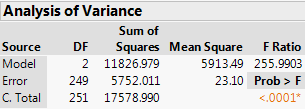 Analysis of Variance
Sum of
Source DF Squares Mean Square F Ratio
Model 2 11826.979 5913.49 255.9903
Error 249 5752.011 23.10 Prob > F
C. Total 251 17578.990 <.0001*